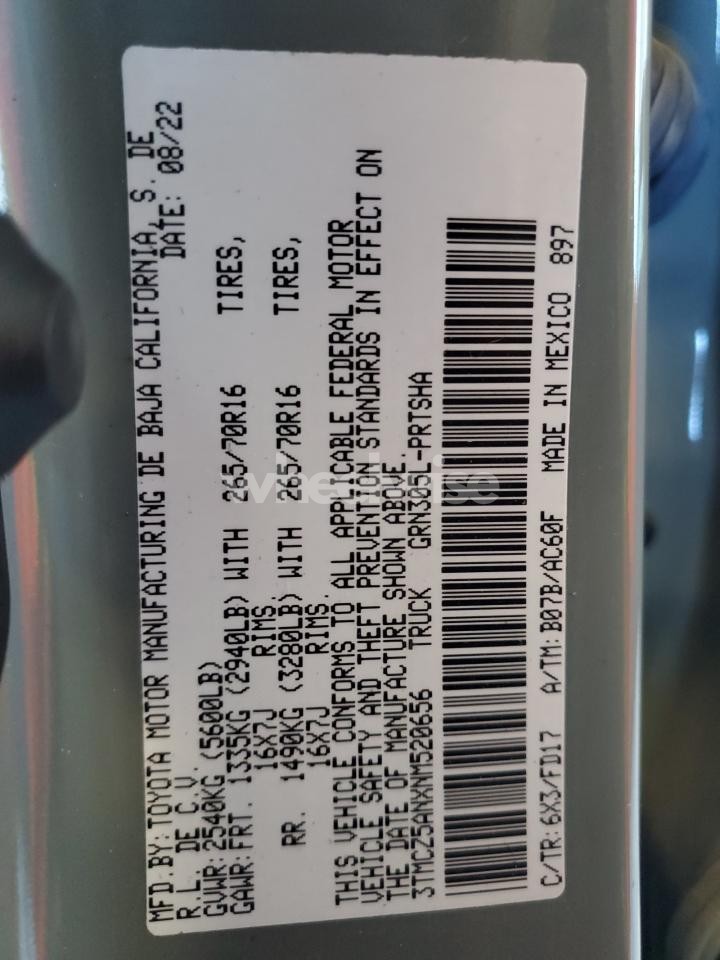 MFD.BY:TOYOTA MOTOR MANUFACTURING DE BAJA CALIFORNIA, S. DE
R.L. DE C.V. DATE: 08/22
GVWR:2540KG (5600LB)
GAWR:FRT. 1335KG (2940LB) WITH 265/70R16 TIRES,
16X7J RIMS.
RR. 1490KG (3280LB) WITH 265/70R16 TIRES,
16X7J RIMS.
THIS VEHICLE CONFORMS TO ALL APPLICABLE FEDERAL MOTOR
VEHICLE SAFETY AND THEFT PREVENTION STANDARDS IN EFFECT ON
THE DATE OF MANUFACTURE SHOWN ABOVE.
3TMCZ5ANXNM520656 TRUCK GRN305L-PRTSHA
C/TR:6X3/FD17 A/TM:B07B/AC60F MADE IN MEXICO 897